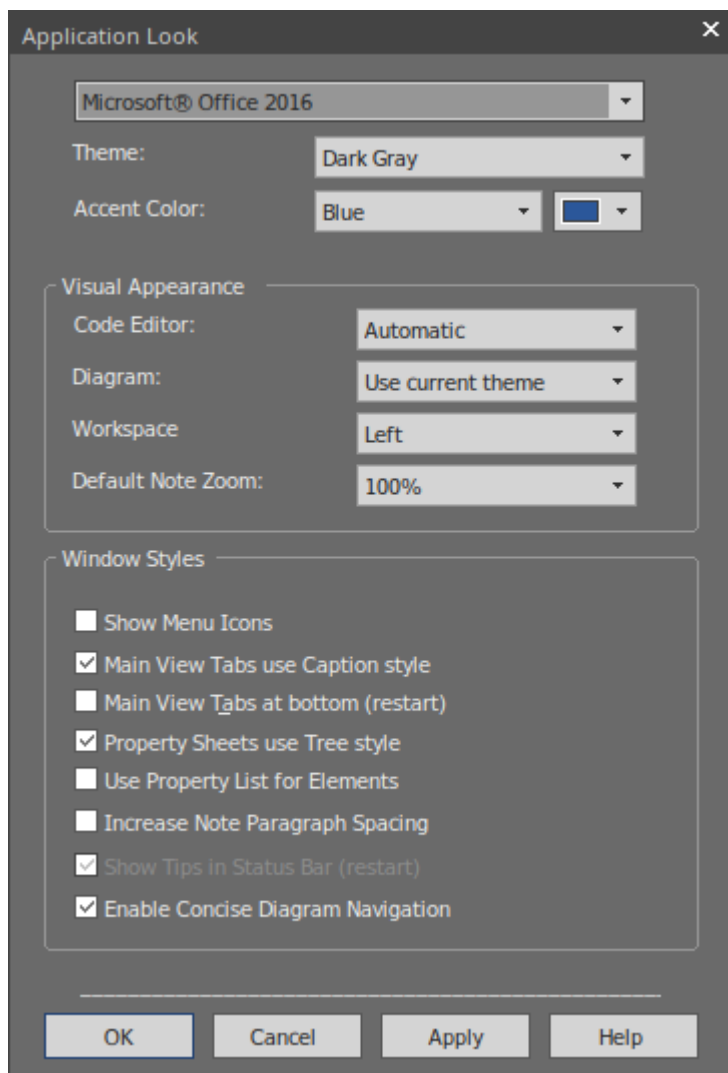 Application Look
Microsoft® Office 2016
Theme: Dark Gray
Accent Color: Blue
Visual Appearance
Code Editor: Automatic
Diagram: Use current theme
Workspace Left
Default Note Zoom: 100%
Window Styles
Show Menu Icons
Main View Tabs use Caption style
Main View Tabs at bottom (restart)
Property Sheets use Tree style
Use Property List for Elements
Increase Note Paragraph Spacing
Show Tips in Status Bar (restart)
Enable Concise Diagram Navigation
OK Cancel Apply Help